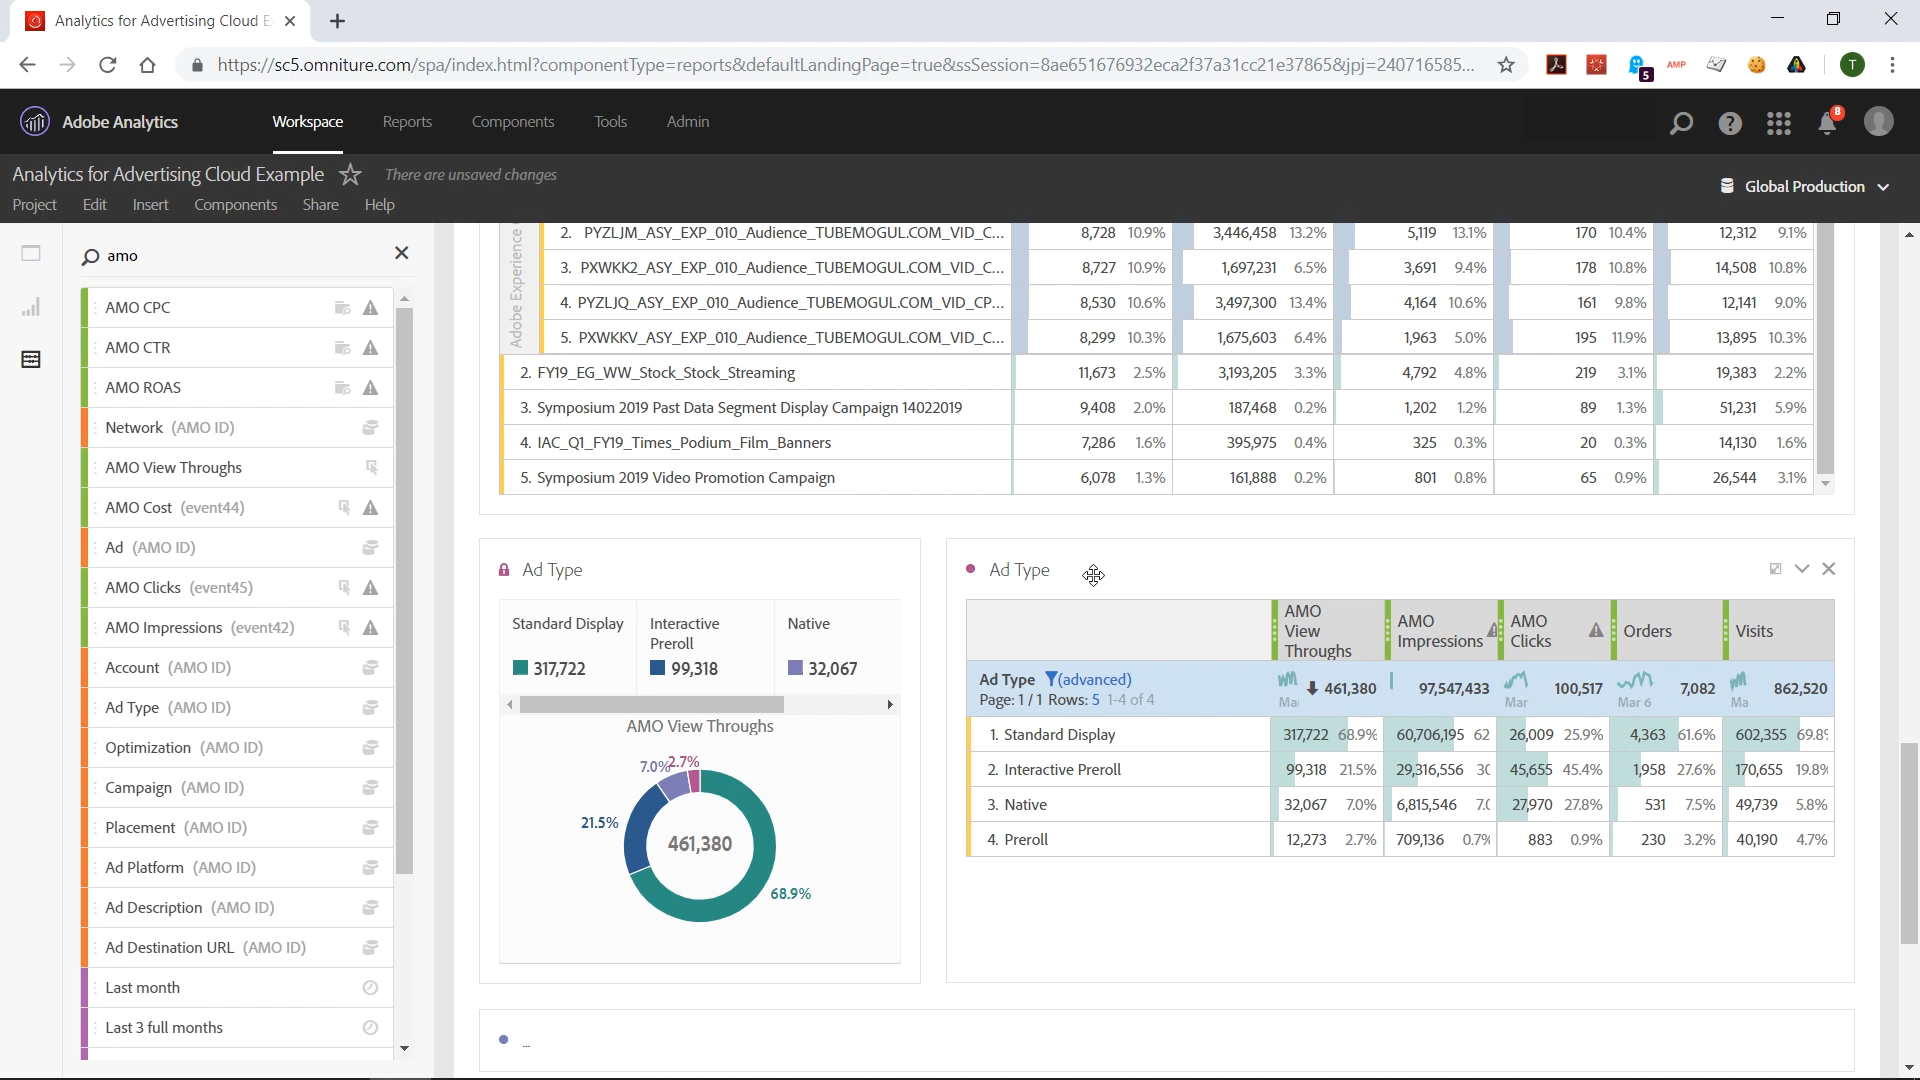 Analytics for Advertising Cloud E
https://sc5.omniture.com/spa/index.html?componentType=reports&defaultLandingPage=true&ssSession=8ae651676932eca2f37a31cc21e37865&jpj=240716585...
5
AMP
T
Adobe Analytics
Workspace
Reports
Components
Tools
Admin
8
Analytics for Advertising Cloud Example
There are unsaved changes
Project Edit Insert Components Share Help
Global Production
amo
AMO CPC
AMO CTR
AMO ROAS
Network (AMO ID)
AMO View Throughs
AMO Cost (event44)
Ad (AMO ID)
AMO Clicks (event45)
AMO Impressions (event42)
Account (AMO ID)
Ad Type (AMO ID)
Optimization (AMO ID)
Campaign (AMO ID)
Placement (AMO ID)
Ad Platform (AMO ID)
Ad Description (AMO ID)
Ad Destination URL (AMO ID)
Last month
Last 3 full months
Adobe Experience
2. PYZLJM_ASY_EXP_010_Audience_TUBEMOGUL.COM_VID_C... 8,728 10.9% 3,446,458 13.2% 5,119 13.1% 170 10.4% 12,312 9.1%
3. PXWKK2_ASY_EXP_010_Audience_TUBEMOGUL.COM_VID_C... 8,727 10.9% 1,697,231 6.5% 3,691 9.4% 178 10.8% 14,508 10.8%
4. PYZLJQ_ASY_EXP_010_Audience_TUBEMOGUL.COM_VID_CP... 8,530 10.6% 3,497,300 13.4% 4,164 10.6% 161 9.8% 12,141 9.0%
5. PXWKKV_ASY_EXP_010_Audience_TUBEMOGUL.COM_VID_C... 8,299 10.3% 1,675,603 6.4% 1,963 5.0% 195 11.9% 13,895 10.3%
2. FY19_EG_WW_Stock_Stock_Streaming 11,673 2.5% 3,193,205 3.3% 4,792 4.8% 219 3.1% 19,383 2.2%
3. Symposium 2019 Past Data Segment Display Campaign 14022019 9,408 2.0% 187,468 0.2% 1,202 1.2% 89 1.3% 51,231 5.9%
4. IAC_Q1_FY19_Times_Podium_Film_Banners 7,286 1.6% 395,975 0.4% 325 0.3% 20 0.3% 14,130 1.6%
5. Symposium 2019 Video Promotion Campaign 6,078 1.3% 161,888 0.2% 801 0.8% 65 0.9% 26,544 3.1%
Ad Type
Standard Display
317,722
Interactive
Preroll
99,318
Native
32,067
AMO View Throughs
7.0%
2.7%
21.5%
461,380
68.9%
Ad Type
AMO
View
Throughs
AMO
Impressions
AMO
Clicks
Orders
Visits
Ad Type (advanced)
Page: 1 / 1 Rows: 5 1-4 of 4
Mar 461,380 97,547,433 Mar 100,517 Mar 6 7,082 Ma 862,520
1. Standard Display 317,722 68.9% 60,706,195 62 26,009 25.9% 4,363 61.6% 602,355 69.8%
2. Interactive Preroll 99,318 21.5% 29,316,556 30 45,655 45.4% 1,958 27.6% 170,655 19.8%
3. Native 32,067 7.0% 6,815,546 7.0 27,970 27.8% 531 7.5% 49,739 5.8%
4. Preroll 12,273 2.7% 709,136 0.7% 883 0.9% 230 3.2% 40,190 4.7%
...